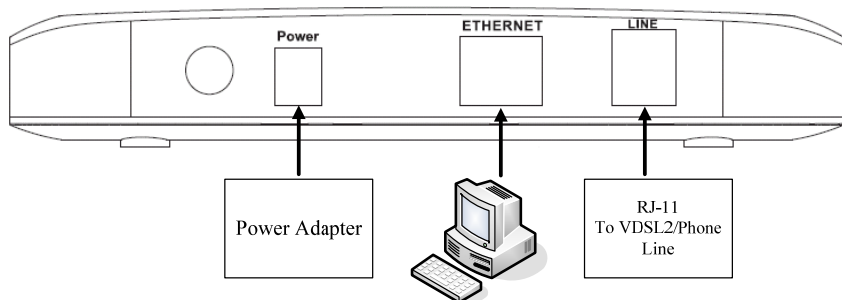 Power
ETHERNET
LINE
Power Adapter
RJ-11
To VDSL2/Phone
Line